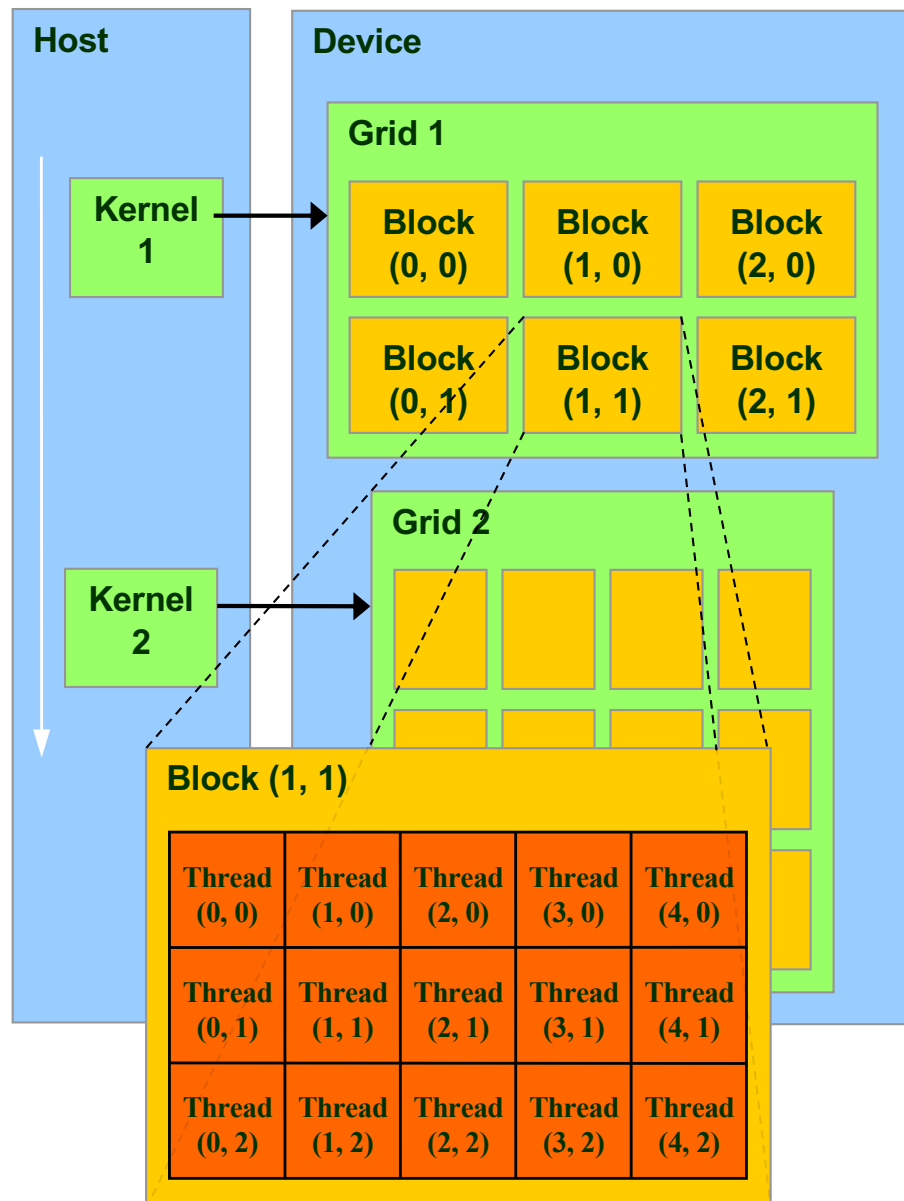 Host
Device
Grid 1
Kernel
1
Block
(0, 0)
Block
(1, 0)
Block
(2, 0)
Block
(0, 1)
Block
(1, 1)
Block
(2, 1)
Grid 2
Kernel
2
Block (1, 1)
Thread
(0, 0)
Thread
(1, 0)
Thread
(2, 0)
Thread
(3, 0)
Thread
(4, 0)
Thread
(0, 1)
Thread
(1, 1)
Thread
(2, 1)
Thread
(3, 1)
Thread
(4, 1)
Thread
(0, 2)
Thread
(1, 2)
Thread
(2, 2)
Thread
(3, 2)
Thread
(4, 2)